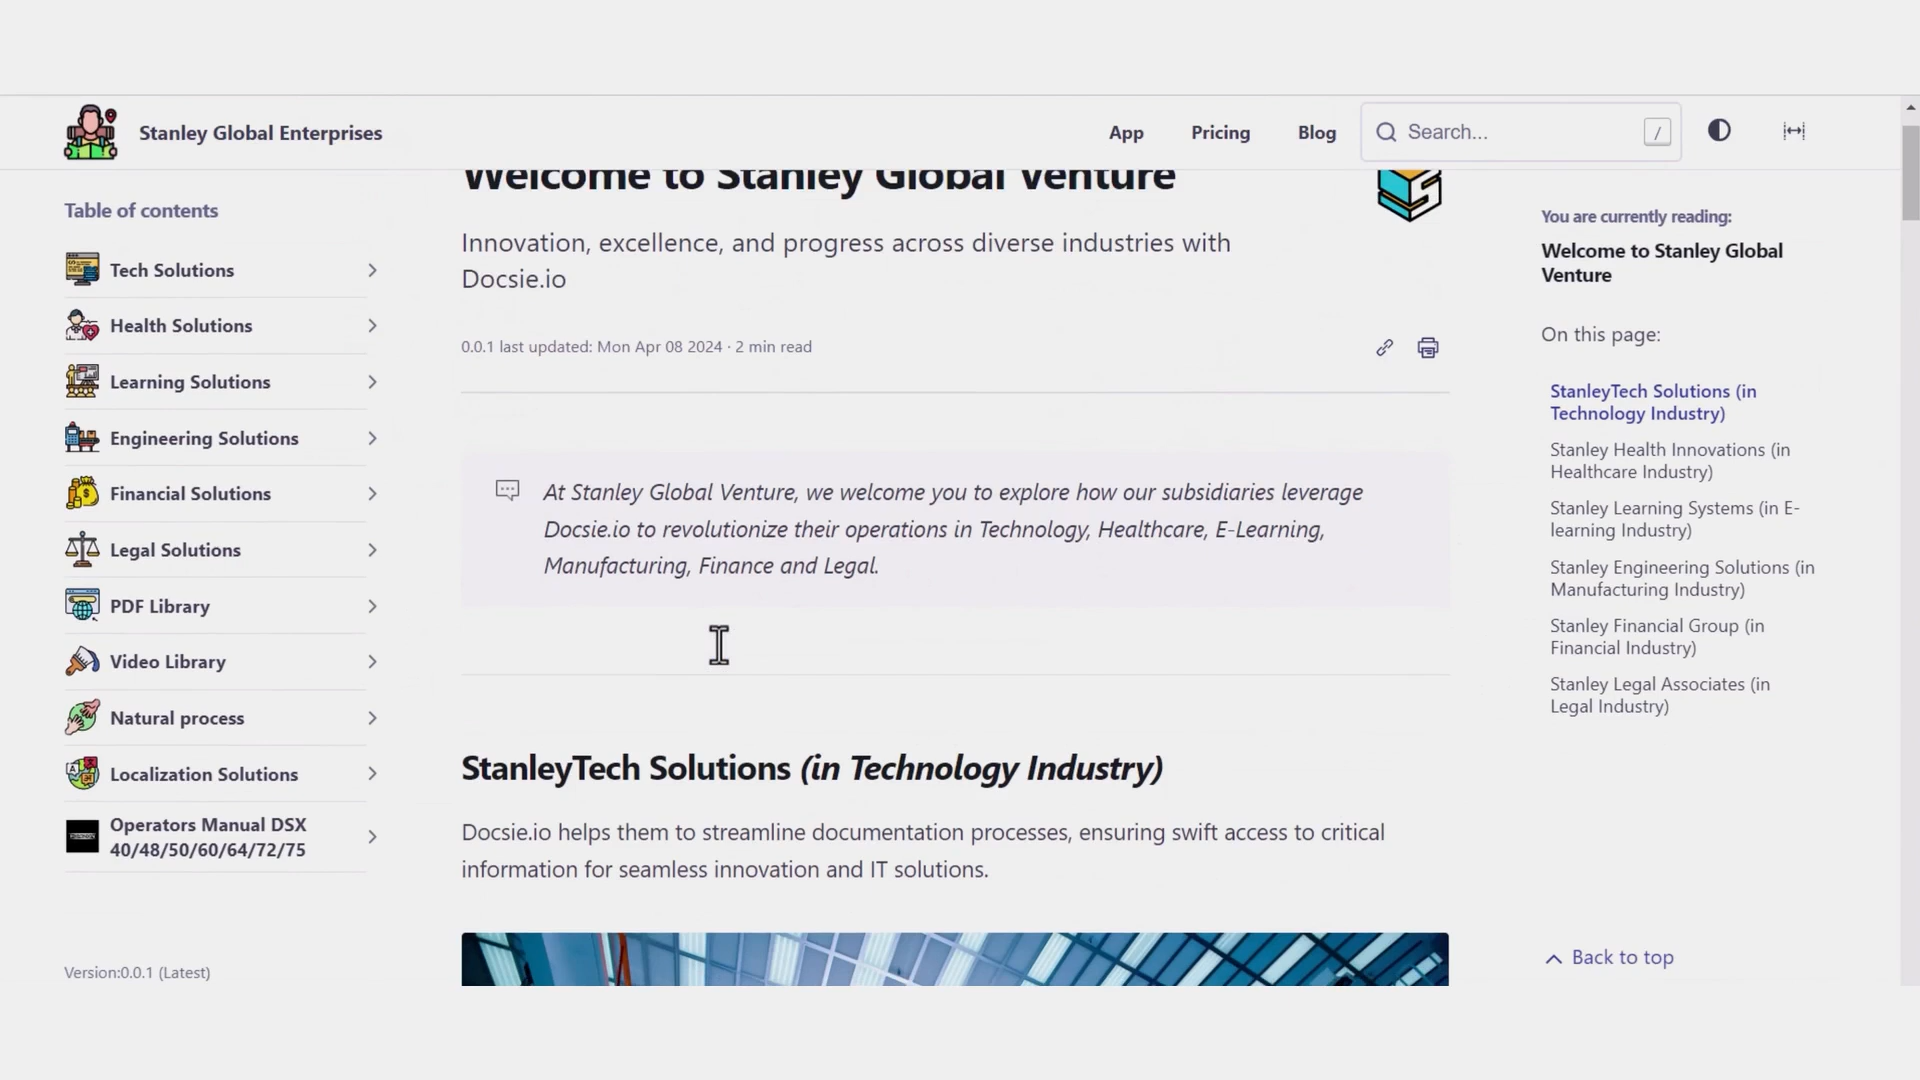 Stanley Global Enterprises
App
Pricing
Blog
Search...
/
Table of contents
Tech Solutions
Health Solutions
Learning Solutions
Engineering Solutions
Financial Solutions
Legal Solutions
PDF Library
Video Library
Natural process
Localization Solutions
Operators Manual DSX
40/48/50/60/64/72/75
Version:0.0.1 (Latest)
Welcome to Stanley Global Venture
Innovation, excellence, and progress across diverse industries with
Docsie.io
0.0.1 last updated: Mon Apr 08 2024 · 2 min read
At Stanley Global Venture, we welcome you to explore how our subsidiaries leverage
Docsie.io to revolutionize their operations in Technology, Healthcare, E-Learning,
Manufacturing, Finance and Legal.
StanleyTech Solutions (in Technology Industry)
Docsie.io helps them to streamline documentation processes, ensuring swift access to critical
information for seamless innovation and IT solutions.
You are currently reading:
Welcome to Stanley Global
Venture
On this page:
StanleyTech Solutions (in
Technology Industry)
Stanley Health Innovations (in
Healthcare Industry)
Stanley Learning Systems (in E-
learning Industry)
Stanley Engineering Solutions (in
Manufacturing Industry)
Stanley Financial Group (in
Financial Industry)
Stanley Legal Associates (in
Legal Industry)
Back to top